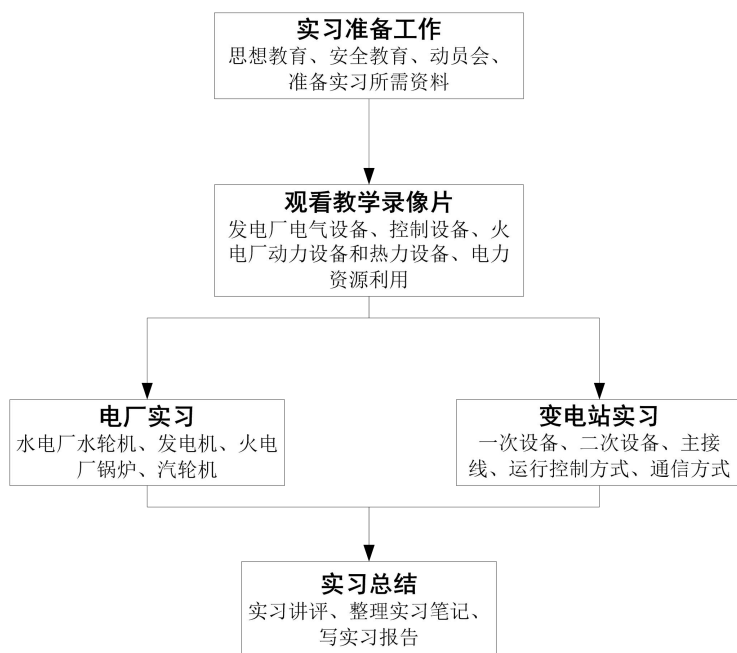 实习准备工作
思想教育、安全教育、动员会、
准备实习所需资料
观看教学录像片
发电厂电气设备、控制设备、火
电厂动力设备和热力设备、电力
资源利用
电厂实习
水电厂水轮机、发电机、火电
厂锅炉、汽轮机
变电站实习
一次设备、二次设备、主接
线、运行控制方式、通信方式
实习总结
实习讲评、整理实习笔记、
写实习报告